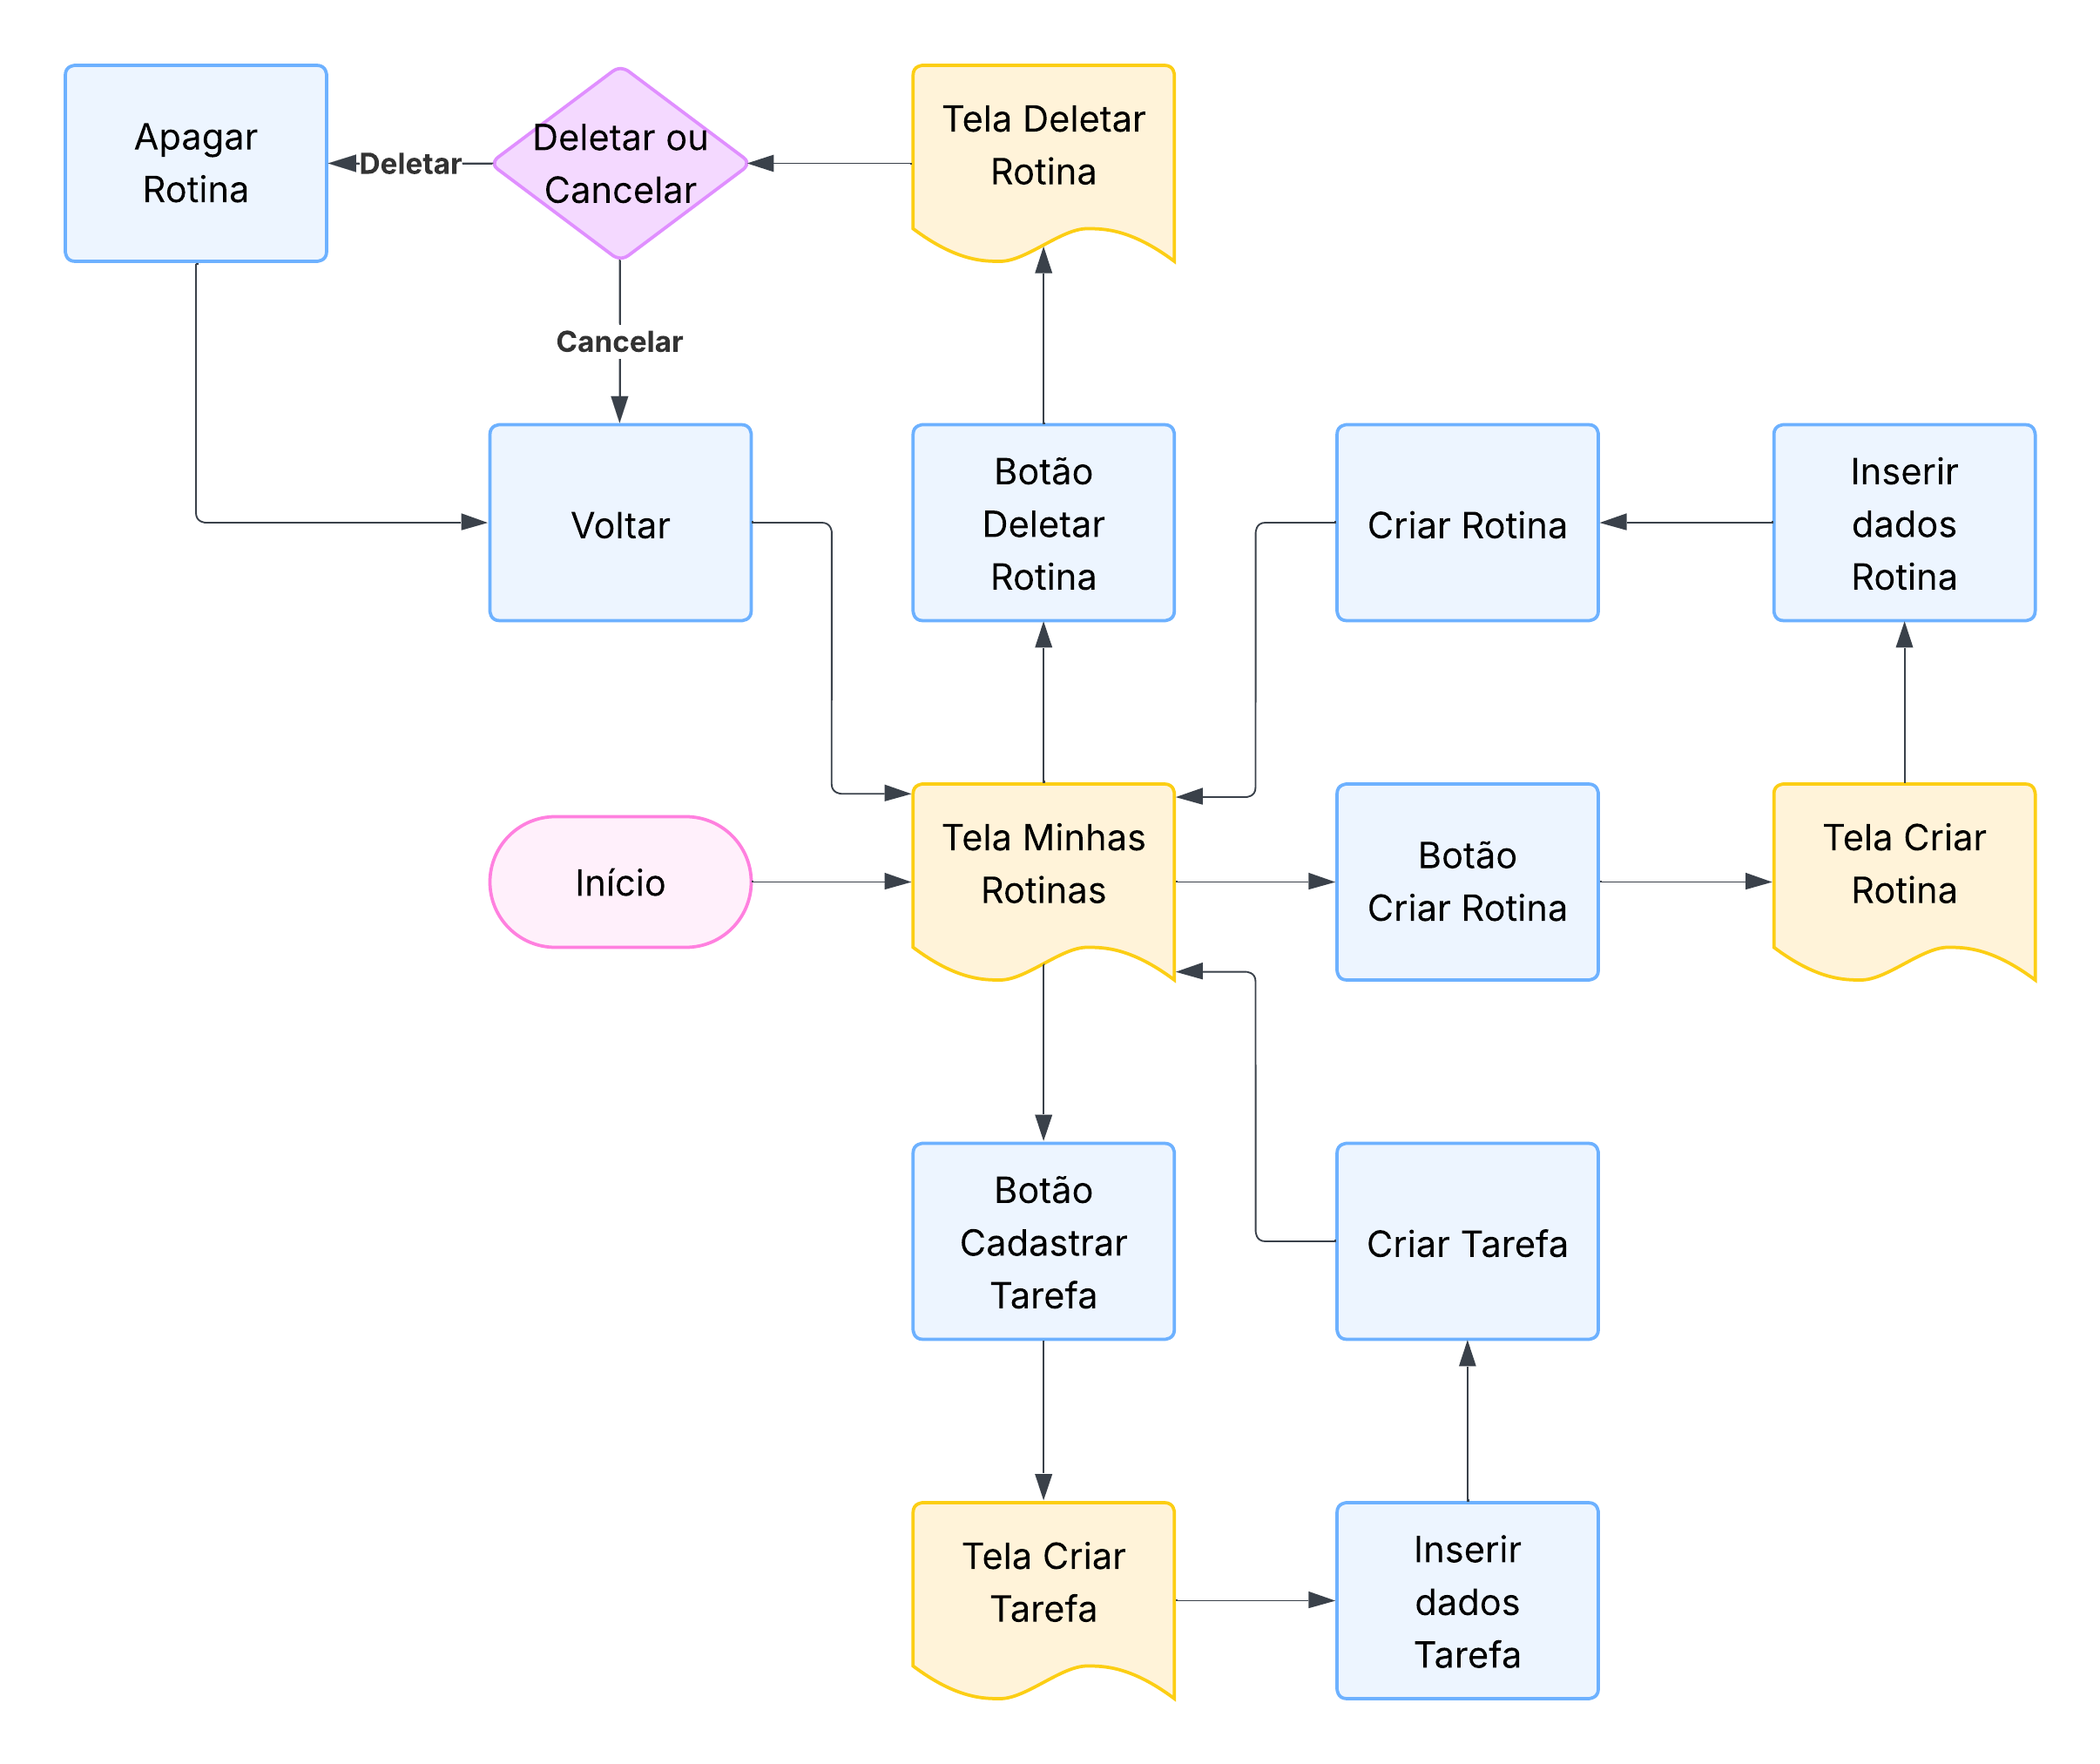 Apagar
Rotina
Deletar
Deletar ou
Cancelar
Tela Deletar
Rotina
Cancelar
Voltar
Botão
Deletar
Rotina
Criar Rotina
Inserir
dados
Rotina
Início
Tela Minhas
Rotinas
Botão
Criar Rotina
Tela Criar
Rotina
Botão
Cadastrar
Tarefa
Criar Tarefa
Tela Criar
Tarefa
Inserir
dados
Tarefa